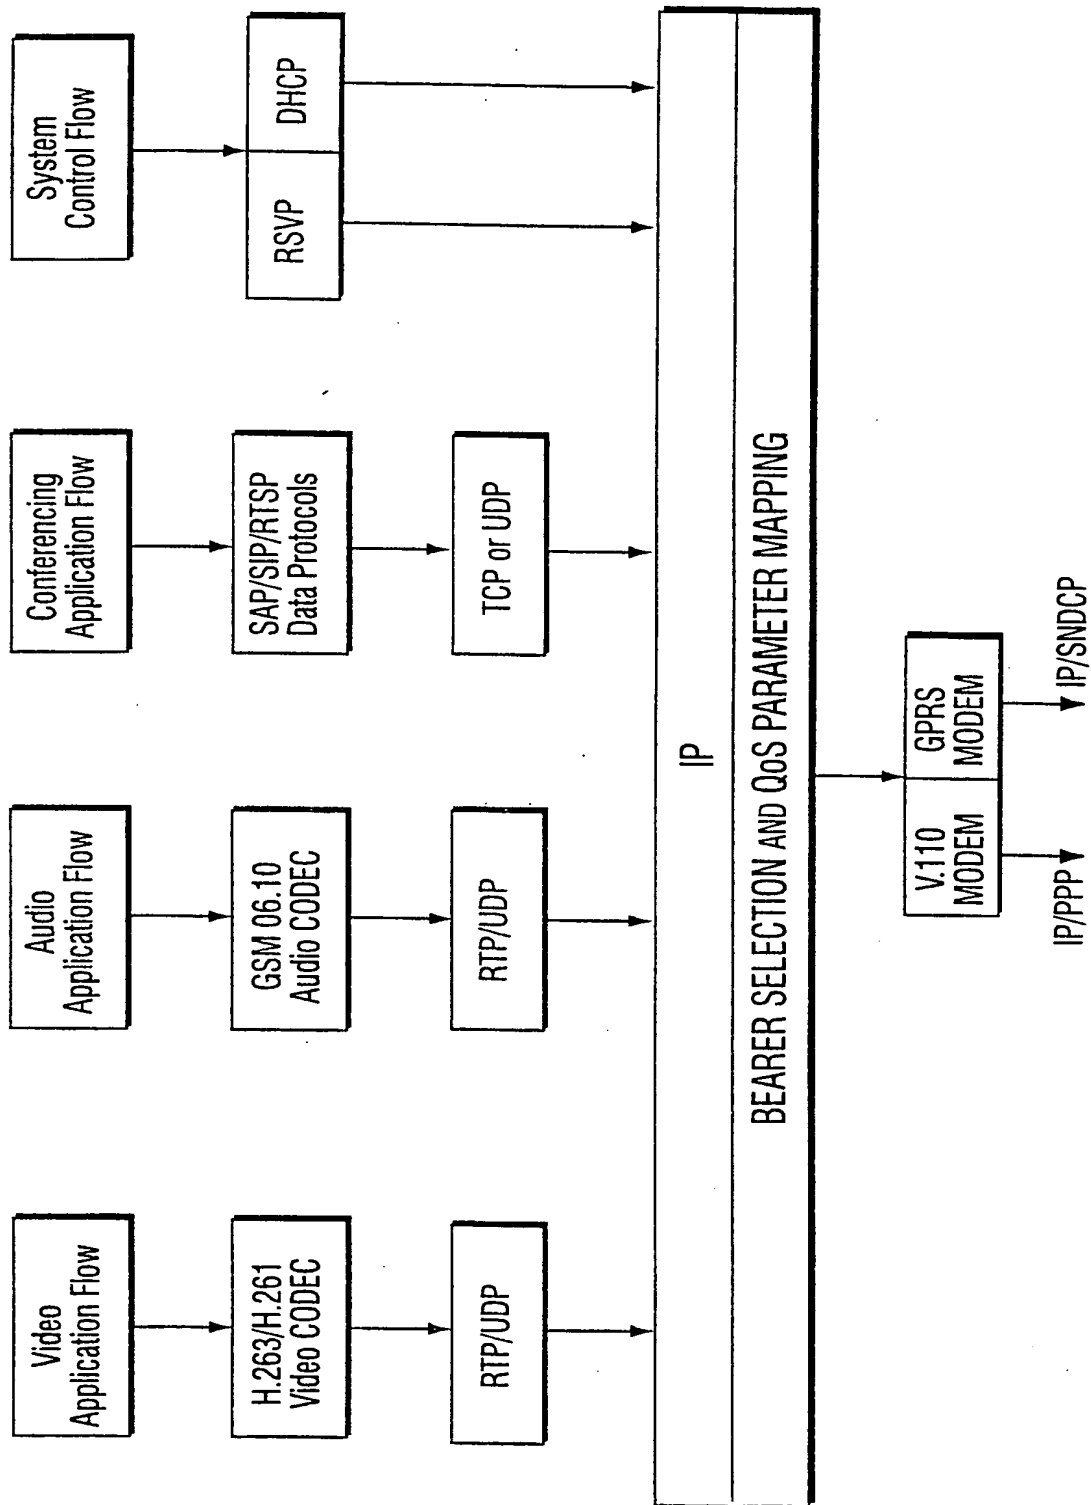 Video
Application Flow
Audio
Application Flow
Conferencing
Application Flow
System
Control Flow
H.263/H.261
Video CODEC
GSM 06.10
Audio CODEC
SAP/SIP/RTSP
Data Protocols
RSVP
DHCP
RTP/UDP
RTP/UDP
TCP or UDP
IP
BEARER SELECTION AND QoS PARAMETER MAPPING
V.110
MODEM
GPRS
MODEM
IP/PPP
IP/SNDCP